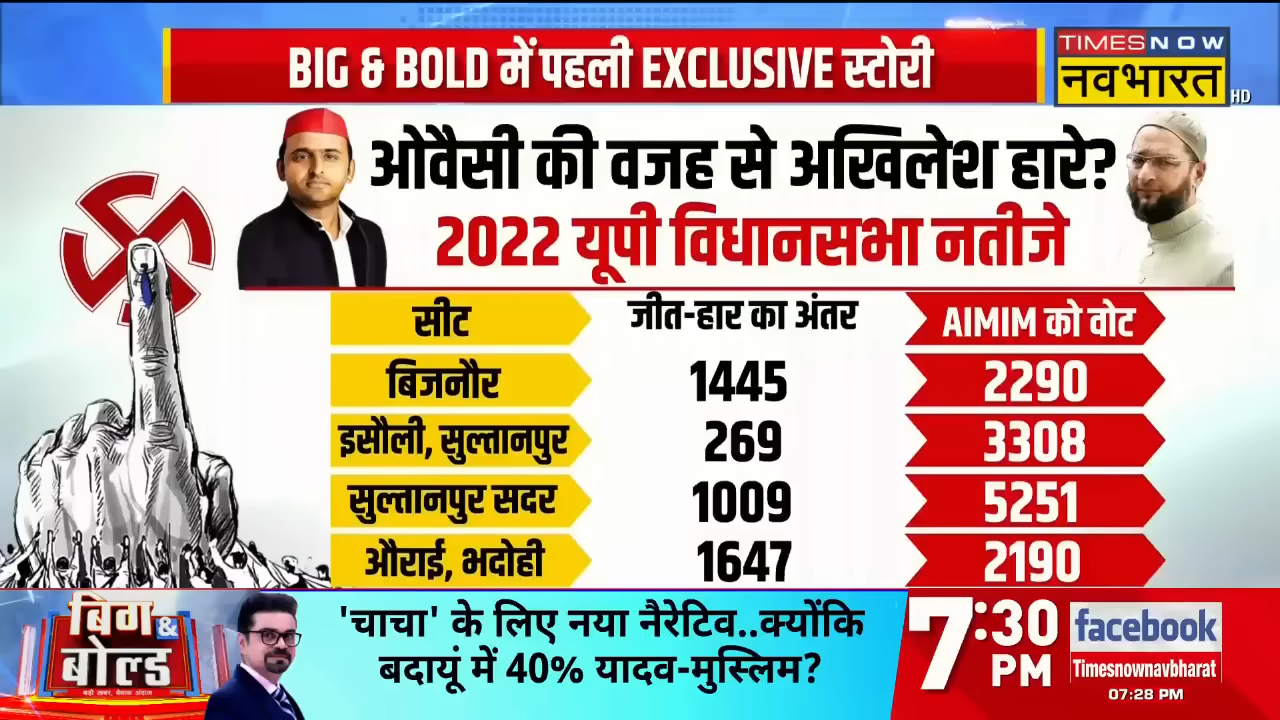 BIG & BOLD में पहली EXCLUSIVE स्टोरी
TIMES NOW
नवभारत
HD
ओवैसी की वजह से अखिलेश हारे?
2022 यूपी विधानसभा नतीजे
सीट जीत-हार का अंतर AIMIM को वोट
बिजनौर 1445 2290
इसौली, सुल्तानपुर 269 3308
सुल्तानपुर सदर 1009 5251
औराई, भदोही 1647 2190
बिग &
बोल्ड
बड़ी खबर, बेबाक अंदाज
'चाचा' के लिए नया नैरेटिव..क्योंकि
बदायूं में 40% यादव-मुस्लिम?
7:30
PM
facebook
Timesnownavbharat
07:28 PM